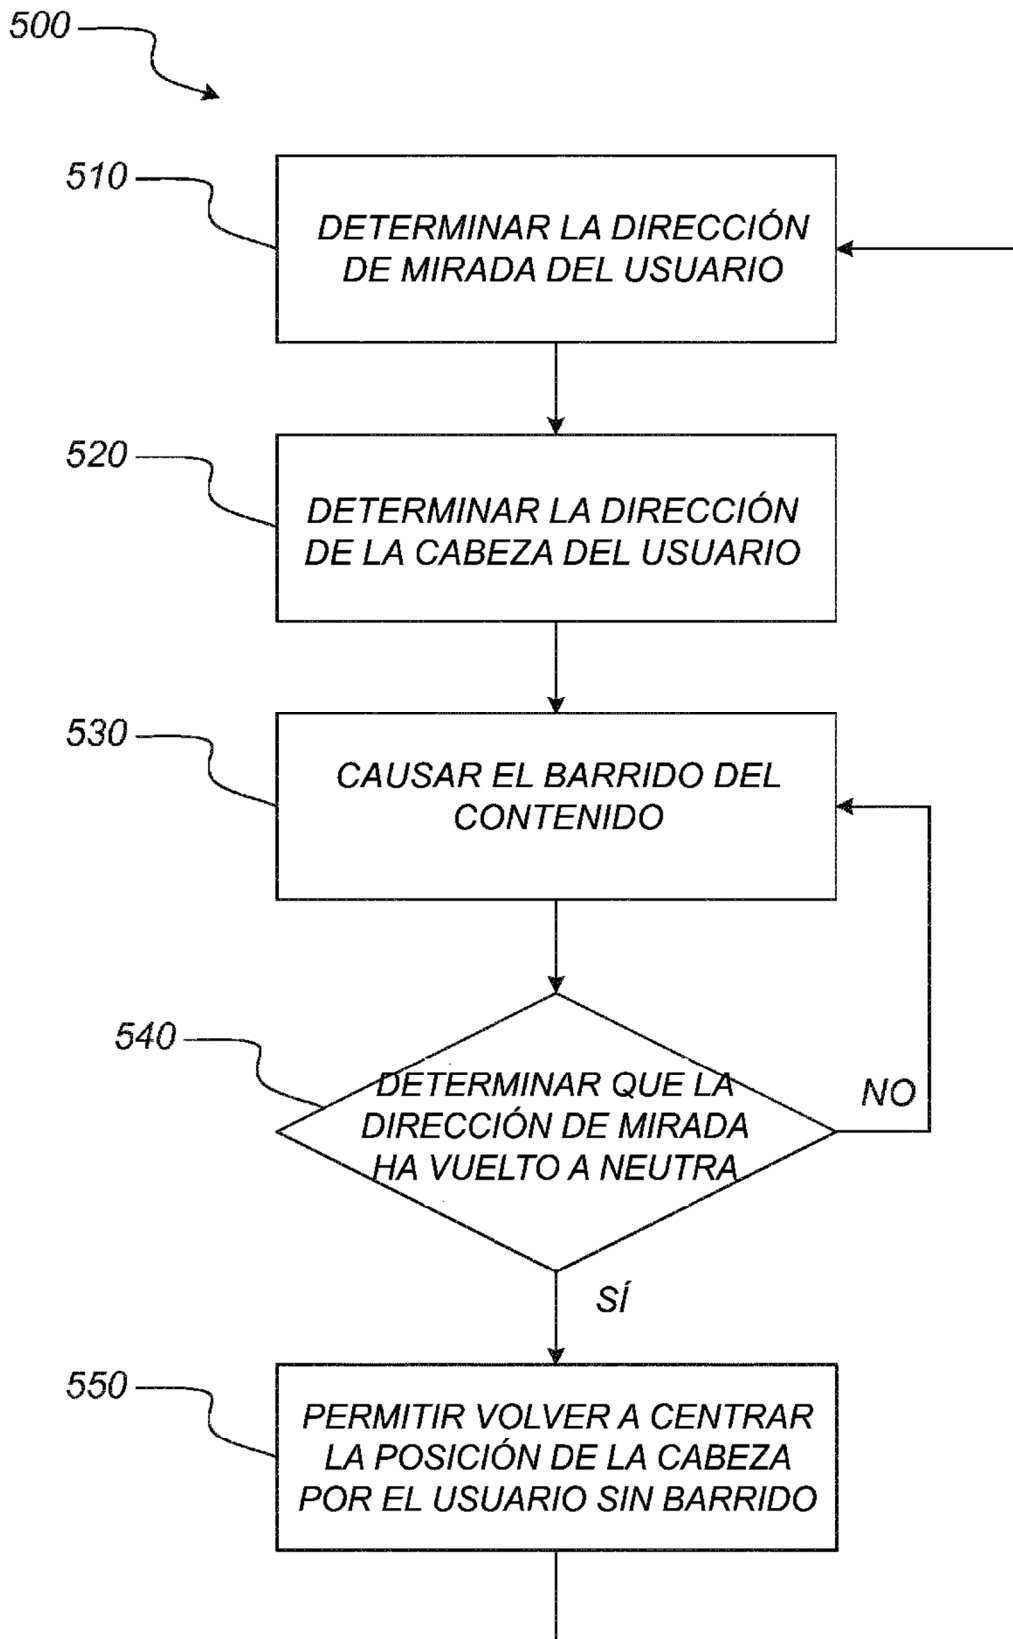 500
510
DETERMINAR LA DIRECCIÓN
DE MIRADA DEL USUARIO
520
DETERMINAR LA DIRECCIÓN
DE LA CABEZA DEL USUARIO
530
CAUSAR EL BARRIDO DEL
CONTENIDO
540
DETERMINAR QUE LA
DIRECCIÓN DE MIRADA
HA VUELTO A NEUTRA
NO
SÍ
550
PERMITIR VOLVER A CENTRAR
LA POSICIÓN DE LA CABEZA
POR EL USUARIO SIN BARRIDO